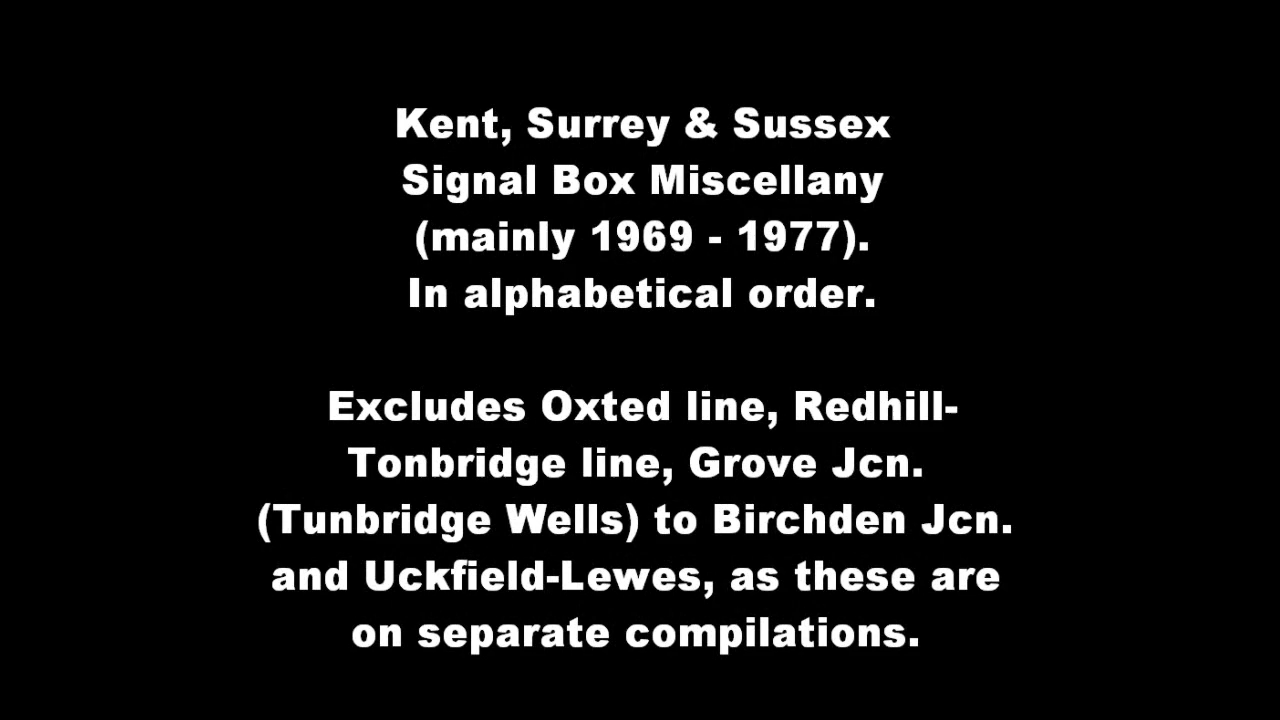 Kent, Surrey & Sussex
Signal Box Miscellany
(mainly 1969 - 1977).
In alphabetical order.
Excludes Oxted line, Redhill-
Tonbridge line, Grove Jcn.
(Tunbridge Wells) to Birchden Jcn.
and Uckfield-Lewes, as these are
on separate compilations.